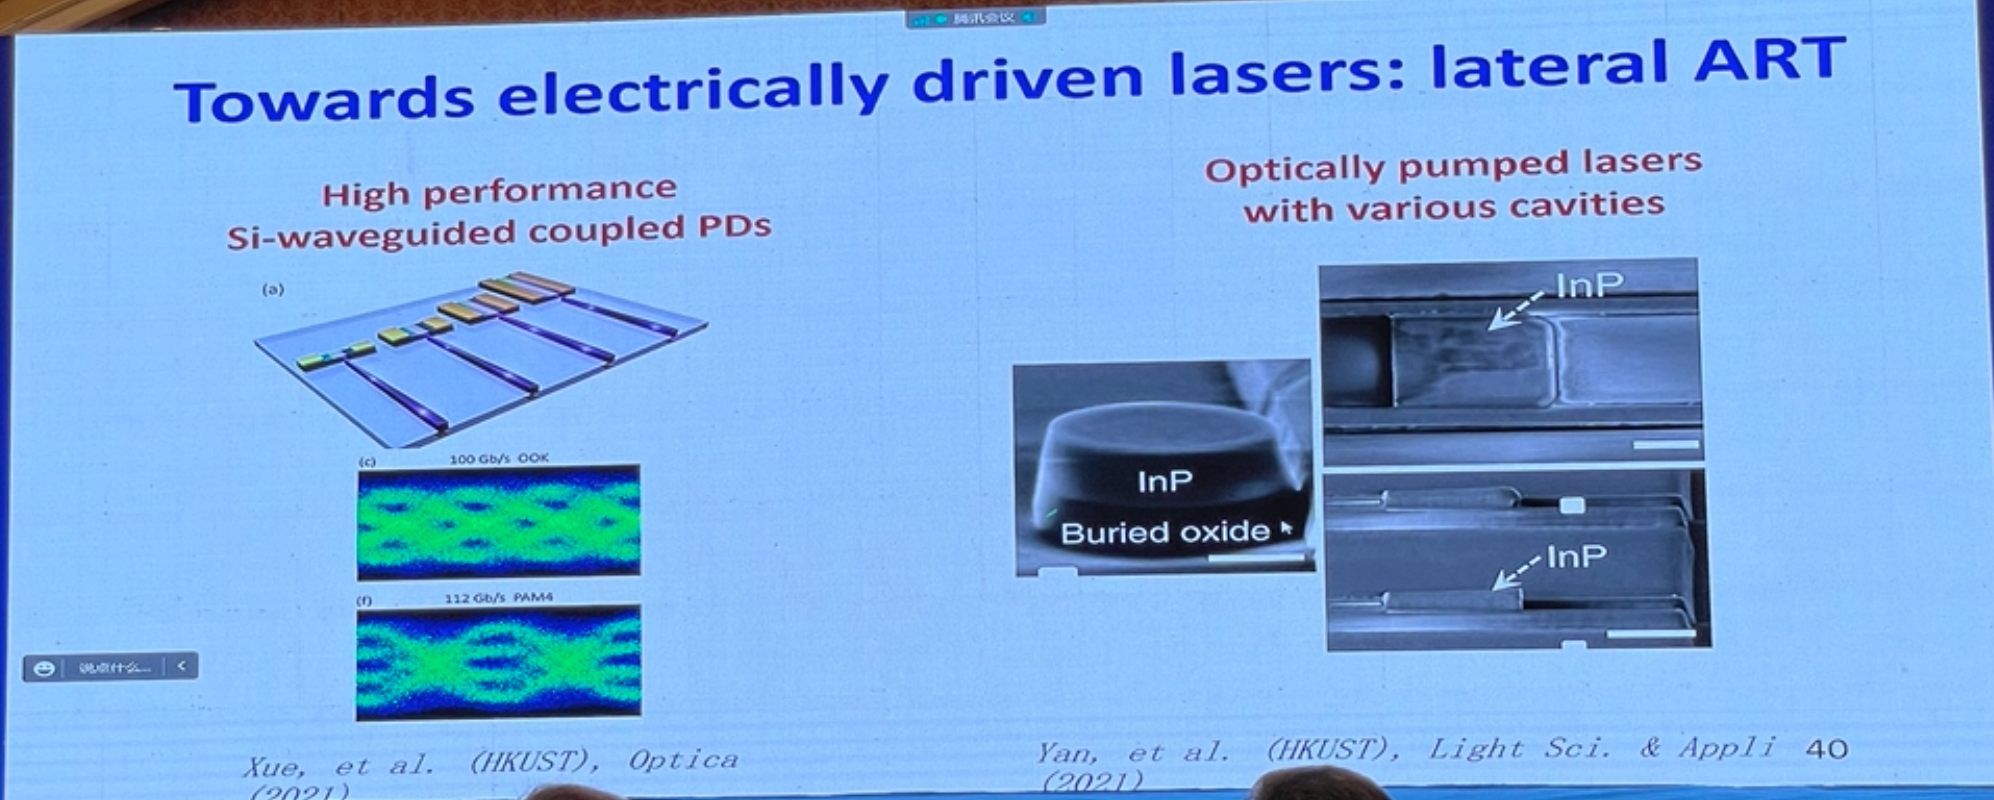 腾讯会议
Towards electrically driven lasers: lateral ART
High performance
Si-waveguided coupled PDs
(a)
(c) 100 Gb/s OOK
(f) 112 Gb/s PAM4
Xue, et al. (HKUST), Optica
(2021)
Optically pumped lasers
with various cavities
InP
InP
Buried oxide
InP
Yan, et al. (HKUST), Light Sci. & Appli
(2021)
40
说点什么...